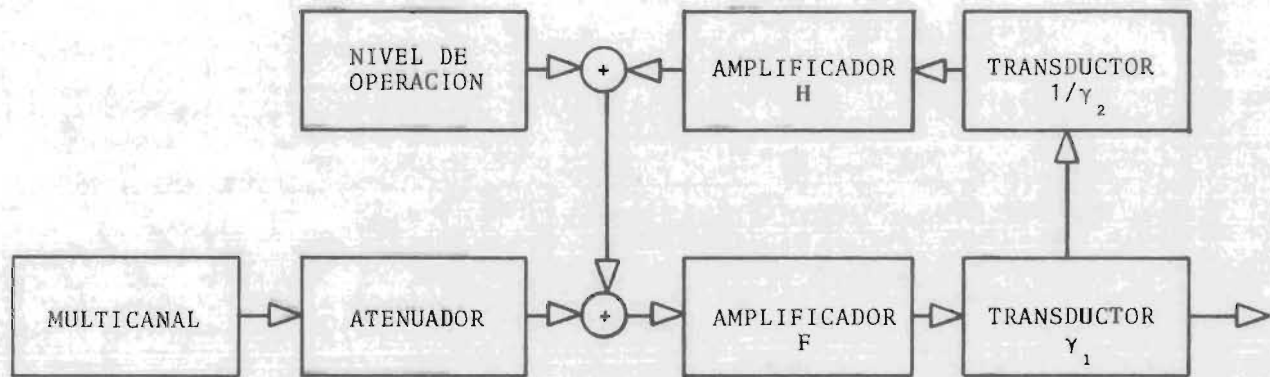 NIVEL DE
OPERACION
+
AMPLIFICADOR
H
TRANSDUCTOR
1/γ₂
MULTICANAL
ATENUADOR
+
AMPLIFICADOR
F
TRANSDUCTOR
γ₁